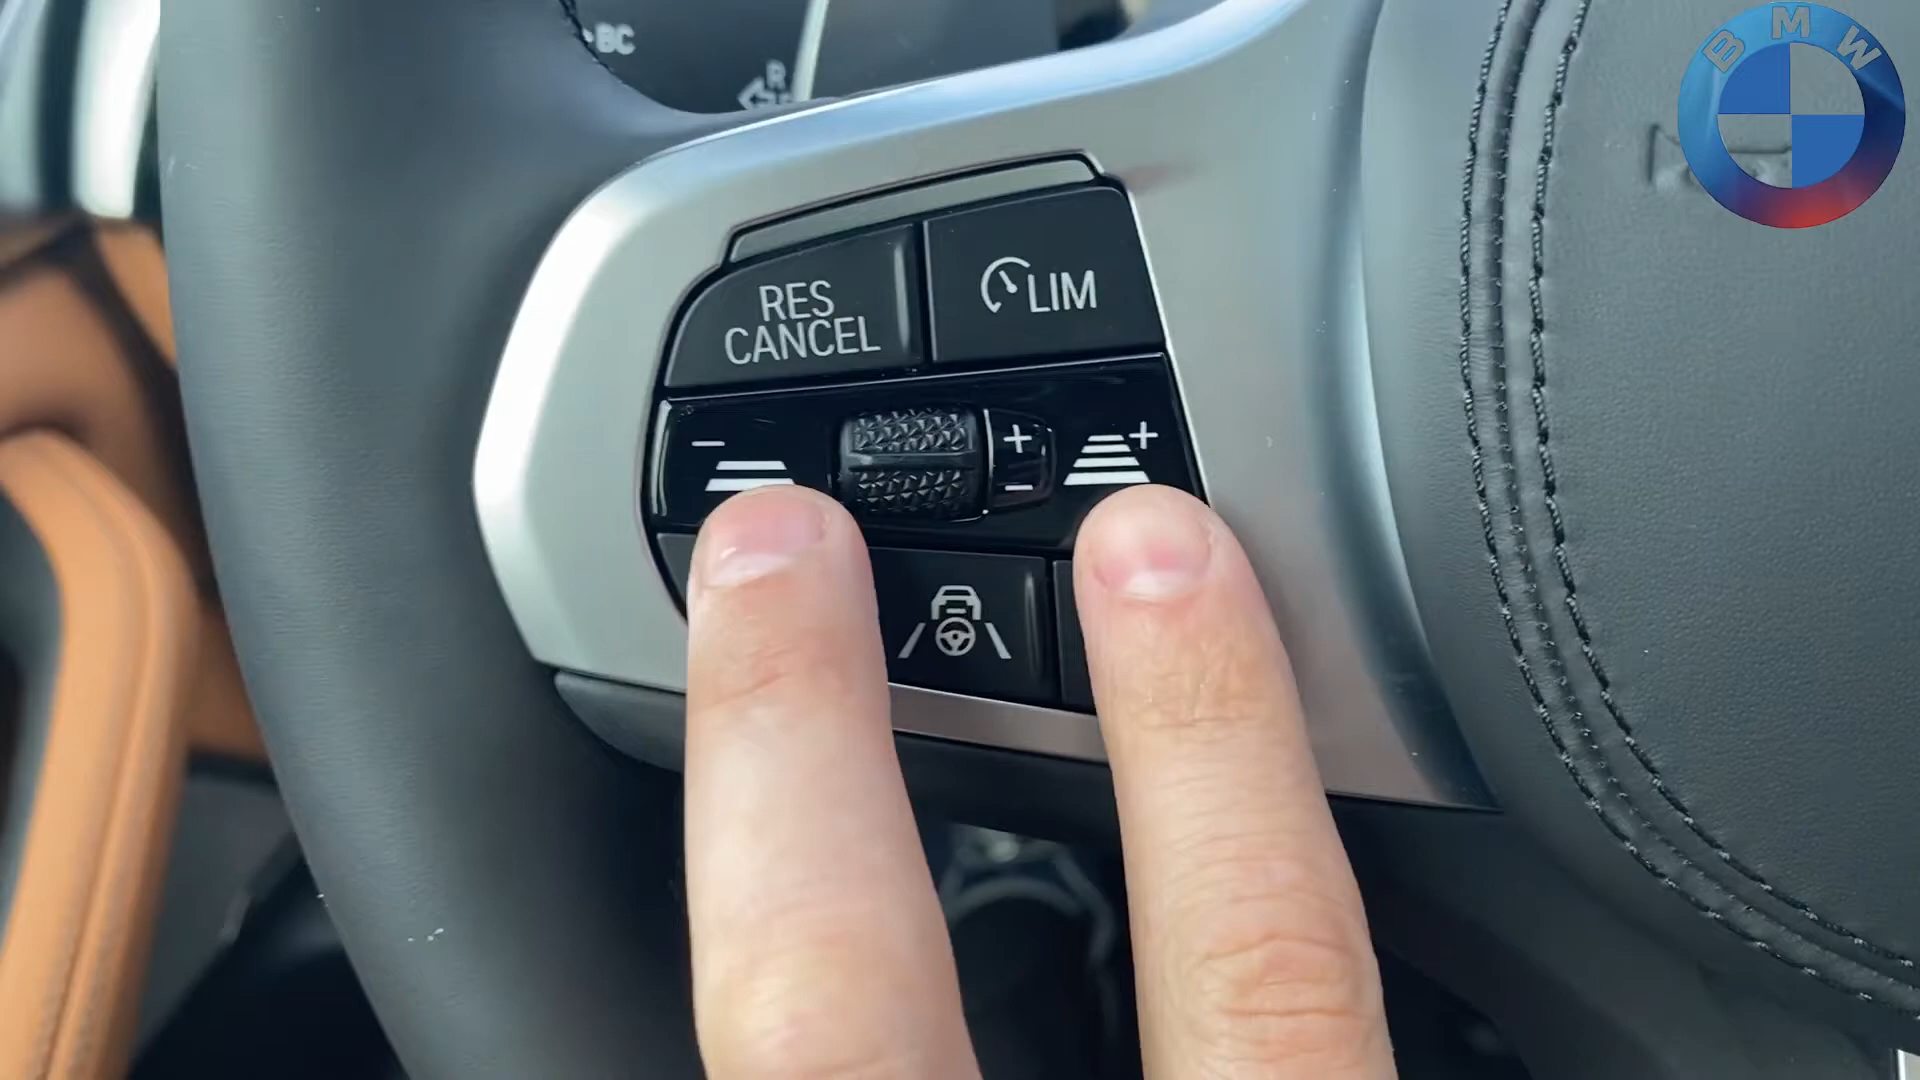 BC
R
BMW
RES
CANCEL
LIM
- + +
-